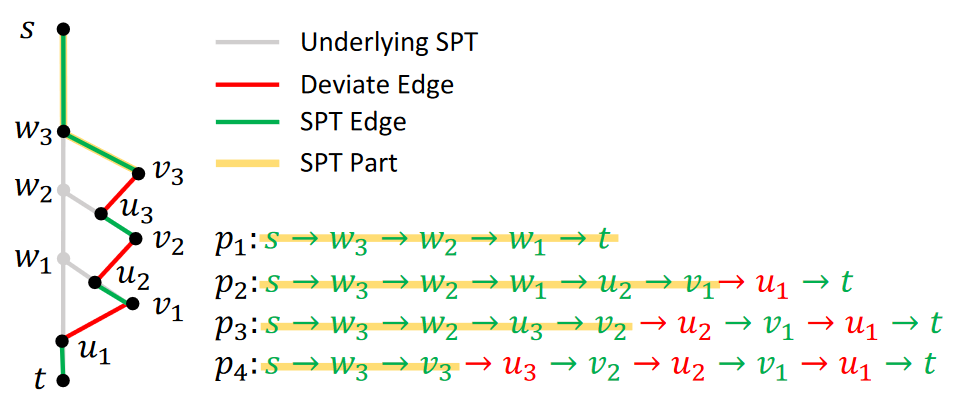 s
w₃
v₃
w₂
u₃
v₂
w₁
u₂
v₁
u₁
t
Underlying SPT
Deviate Edge
SPT Edge
SPT Part
p₁: s → w₃ → w₂ → w₁ → t
p₂: s → w₃ → w₂ → w₁ → u₂ → v₁ → u₁ → t
p₃: s → w₃ → w₂ → u₃ → v₂ → u₂ → v₁ → u₁ → t
p₄: s → w₃ → v₃ → u₃ → v₂ → u₂ → v₁ → u₁ → t